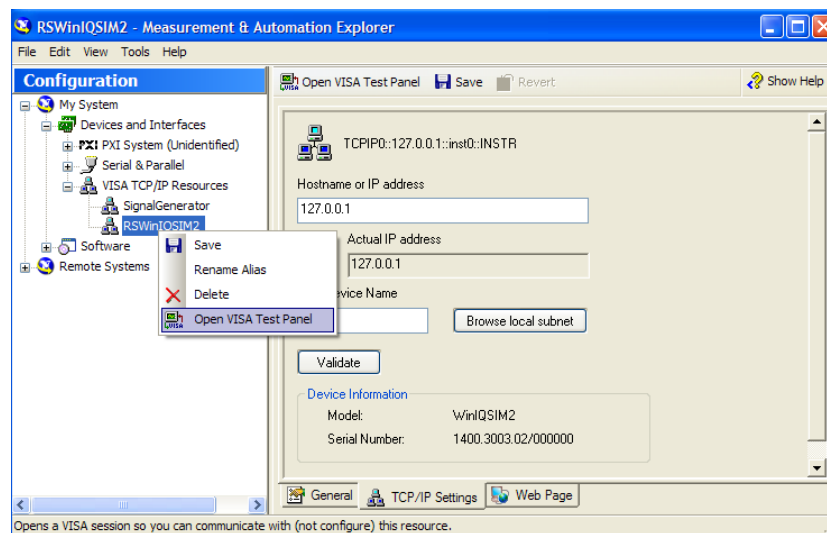 RSWinIQSIM2 - Measurement & Automation Explorer
File Edit View Tools Help
Configuration
Open VISA Test Panel Save Revert Show Help
My System
Devices and Interfaces
PXI PXI System (Unidentified)
Serial & Parallel
VISA TCP/IP Resources
SignalGenerator
RSWinIQSIM2
Software
Remote Systems
Save
Rename Alias
Delete
Open VISA Test Panel
TCPIP0::127.0.0.1::inst0::INSTR
Hostname or IP address
127.0.0.1
Actual IP address
127.0.0.1
evice Name
Browse local subnet
Validate
Device Information
Model: WinIQSIM2
Serial Number: 1400.3003.02/000000
General TCP/IP Settings Web Page
Opens a VISA session so you can communicate with (not configure) this resource.